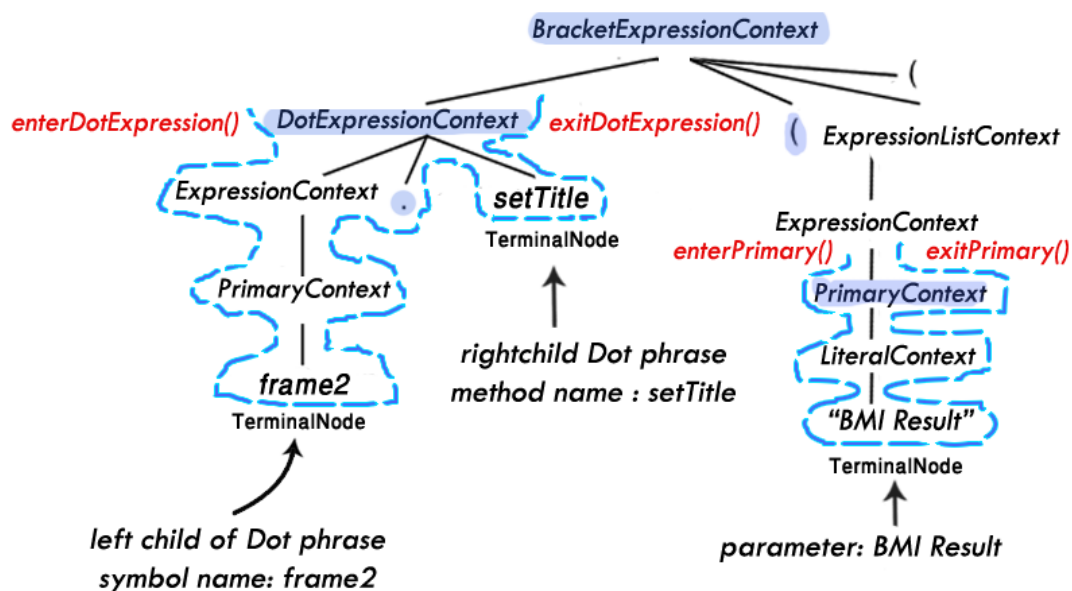 BracketExpressionContext
(
enterDotExpression()
DotExpressionContext
exitDotExpression()
(
ExpressionListContext
ExpressionContext
.
setTitle
TerminalNode
ExpressionContext
enterPrimary()
exitPrimary()
PrimaryContext
PrimaryContext
rightchild Dot phrase
method name : setTitle
LiteralContext
frame2
TerminalNode
“BMI Result”
TerminalNode
left child of Dot phrase
symbol name: frame2
parameter: BMI Result